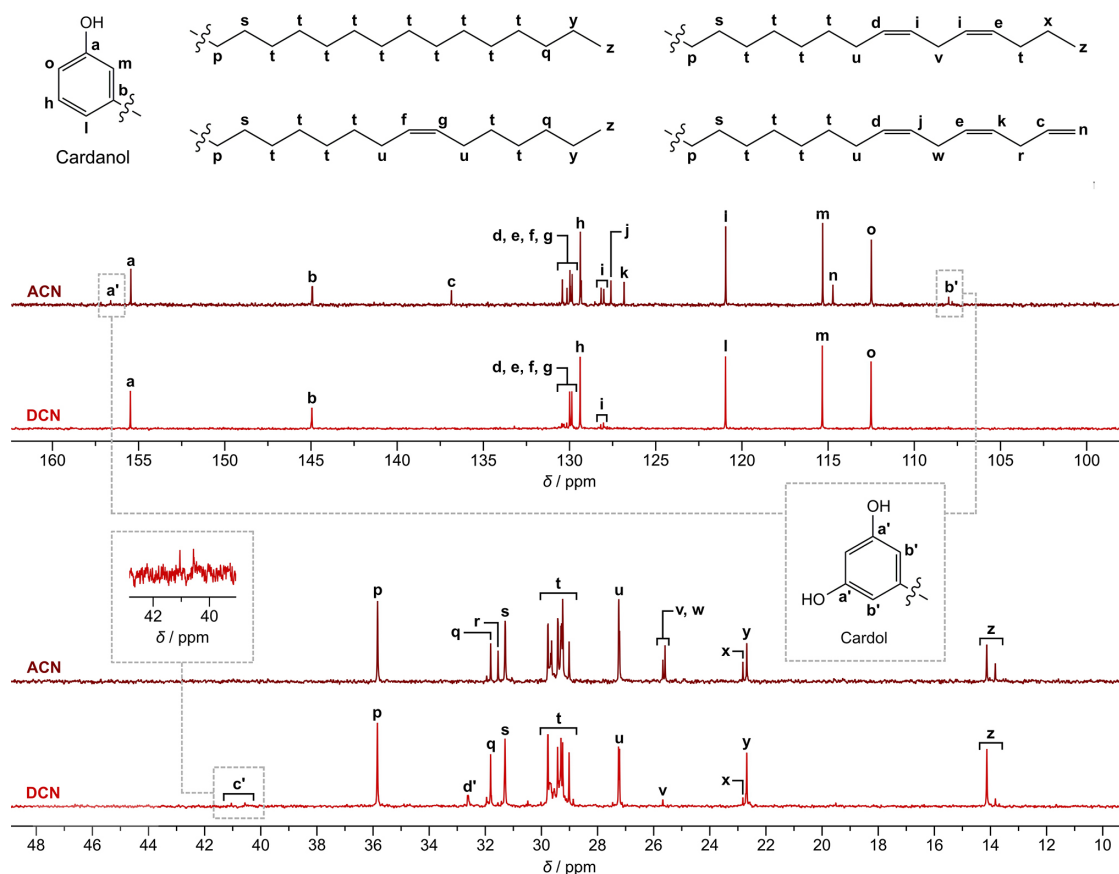 OH
a
o
m
b
h
l
Cardanol
s t t t t t t y
p t t t t t q z
s t t t d i i e x
p t t t u v t z
s t t t f g t q
p t t u u t y z
s t t t d j e k c n
p t t t u w r
a' a b c d, e, f, g h i j k l m n o b'
ACN
a b d, e, f, g h i l m o
DCN
160 155 150 145 140 135 130 125 120 115 110 105 100
δ / ppm
OH
a'
b'
HO
a'
b'
Cardol
42 40
δ / ppm
p q r s t u v, w x y z
ACN
c' p d' q s t u v x y z
DCN
48 46 44 42 40 38 36 34 32 30 28 26 24 22 20 18 16 14 12 10
δ / ppm